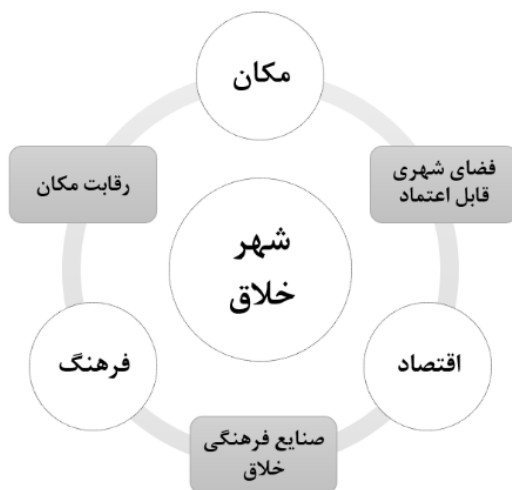 مکان
فضای شهری
قابل اعتماد
رقابت مکان
شهر
خلاق
اقتصاد
فرهنگ
صنایع فرهنگی
خلاق